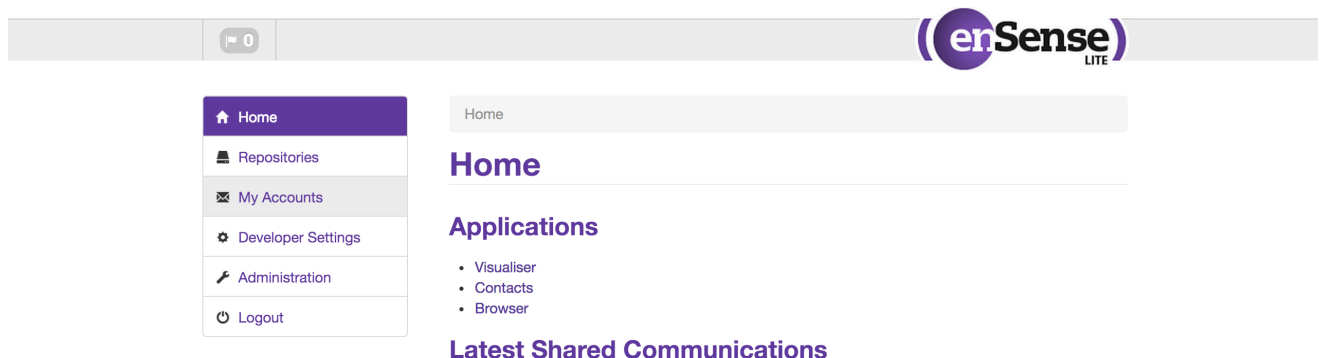 0
enSense
LITE
Home
Repositories
My Accounts
Developer Settings
Administration
Logout
Home
Home
Applications
Visualiser
Contacts
Browser
Latest Shared Communications